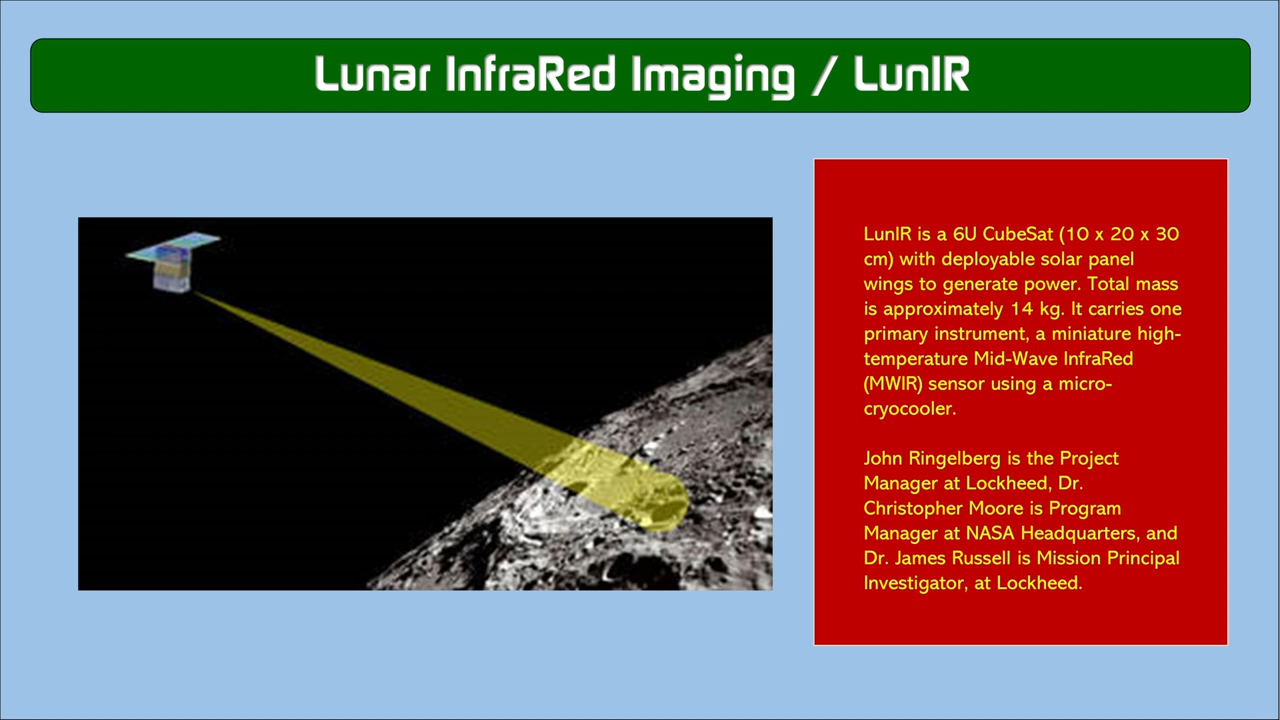 Lunar InfraRed Imaging / LunIR
LunIR is a 6U CubeSat (10 x 20 x 30
cm) with deployable solar panel
wings to generate power. Total mass
is approximately 14 kg. It carries one
primary instrument, a miniature high-
temperature Mid-Wave InfraRed
(MWIR) sensor using a micro-
cryocooler.
John Ringelberg is the Project
Manager at Lockheed, Dr.
Christopher Moore is Program
Manager at NASA Headquarters, and
Dr. James Russell is Mission Principal
Investigator, at Lockheed.